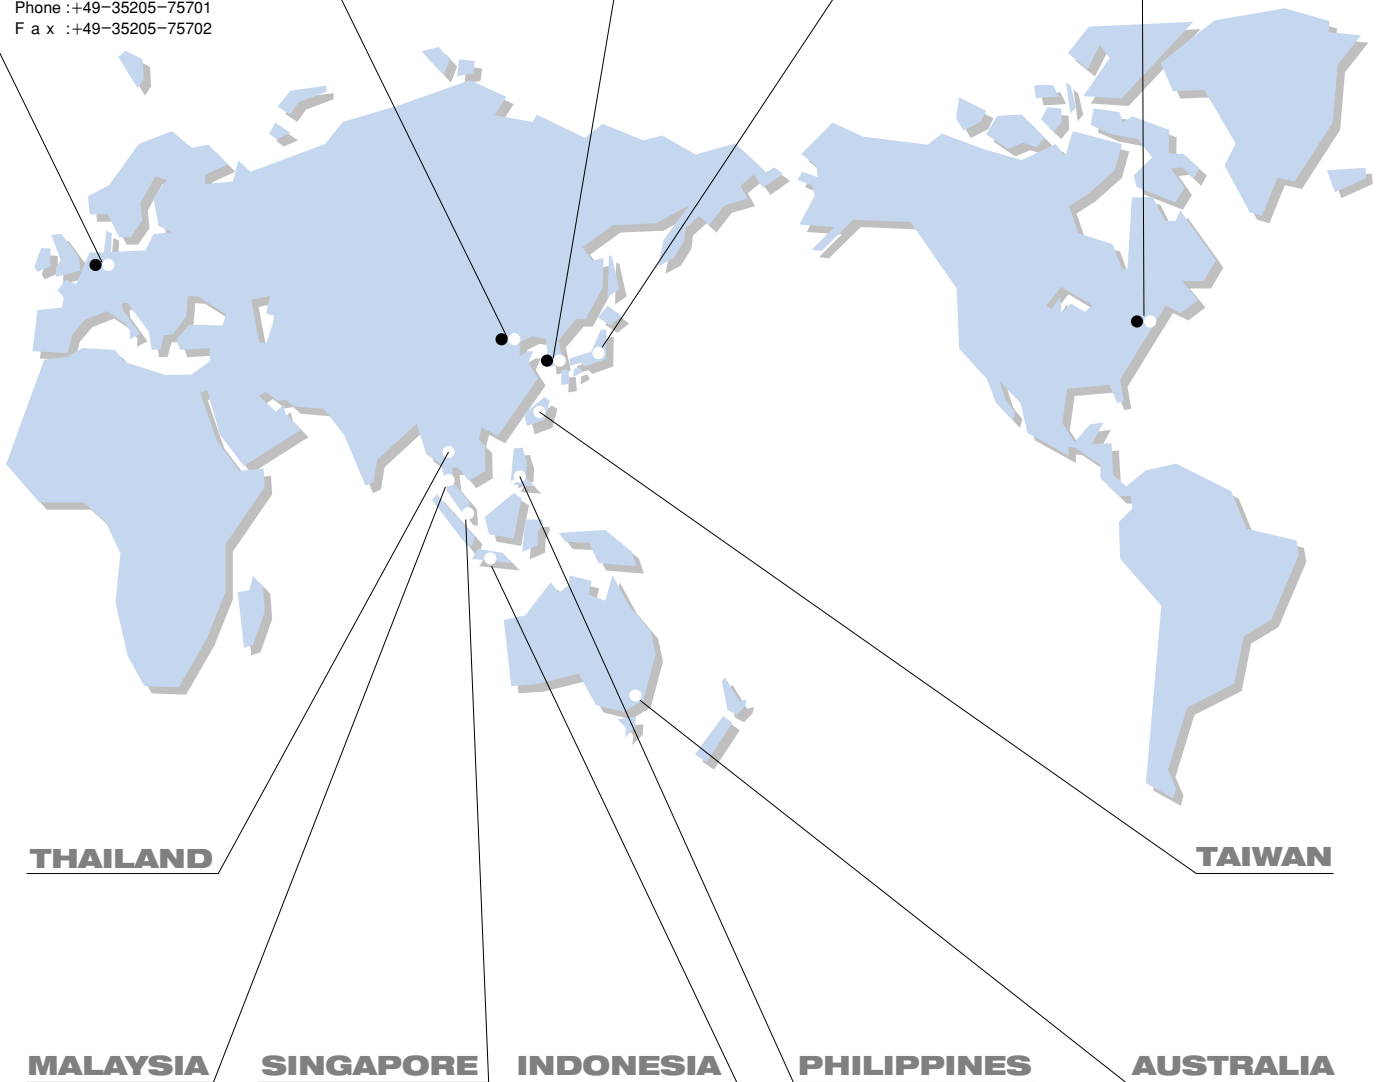 Phone :+49-35205-75701
F a x :+49-35205-75702
THAILAND
TAIWAN
MALAYSIA
SINGAPORE
INDONESIA
PHILIPPINES
AUSTRALIA